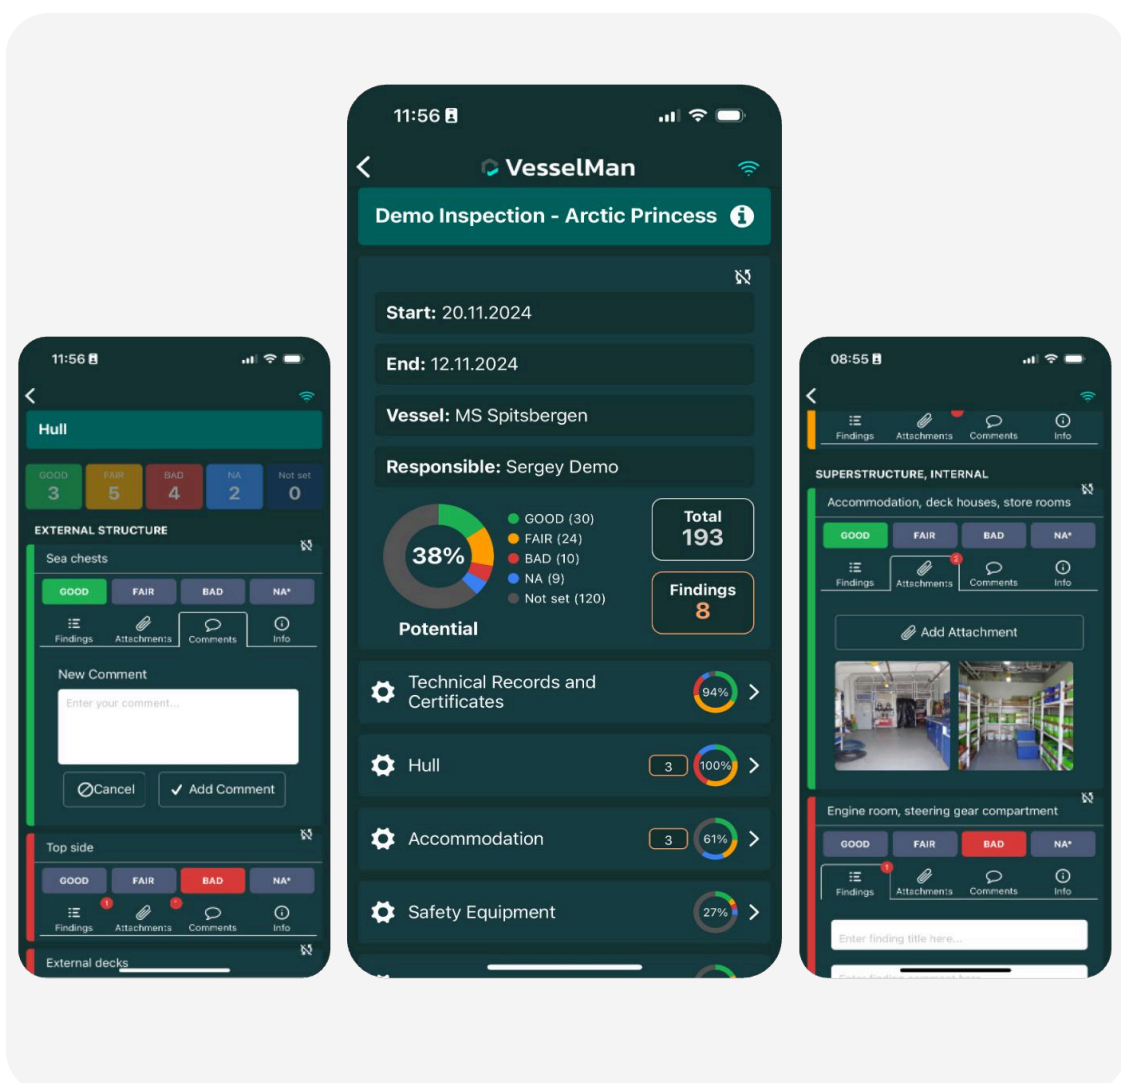 11:56
Hull
GOOD
3
FAIR
5
BAD
4
NA
2
Not set
0
EXTERNAL STRUCTURE
Sea chests
GOOD FAIR BAD NA*
Findings Attachments Comments Info
New Comment
Enter your comment...
Cancel
Add Comment
Top side
GOOD FAIR BAD NA*
1
Findings Attachments Comments Info
External decks
11:56
VesselMan
Demo Inspection - Arctic Princess
Start: 20.11.2024
End: 12.11.2024
Vessel: MS Spitsbergen
Responsible: Sergey Demo
38%
Potential
GOOD (30)
FAIR (24)
BAD (10)
NA (9)
Not set (120)
Total
193
Findings
8
Technical Records and
Certificates
94%
Hull 3 100%
Accommodation 3 61%
Safety Equipment 27%
08:55
Findings Attachments Comments Info
SUPERSTRUCTURE, INTERNAL
Accommodation, deck houses, store rooms
GOOD FAIR BAD NA*
2
Findings Attachments Comments Info
Add Attachment
Engine room, steering gear compartment
GOOD FAIR BAD NA*
1
Findings Attachments Comments Info
Enter finding title here...